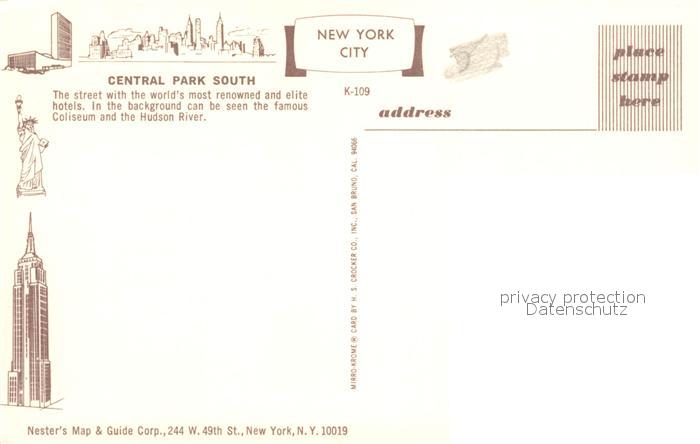 NEW YORK
CITY
place
stamp
here
CENTRAL PARK SOUTH
The street with the world's most renowned and elite
hotels. In the background can be seen the famous
Coliseum and the Hudson River.
K-109
address
MIRRO-KROME® CARD BY H. S. CROCKER CO., INC., SAN BRUNO, CAL. 94066
privacy protection
Datenschutz
Nester's Map & Guide Corp., 244 W. 49th St., New York, N. Y. 10019